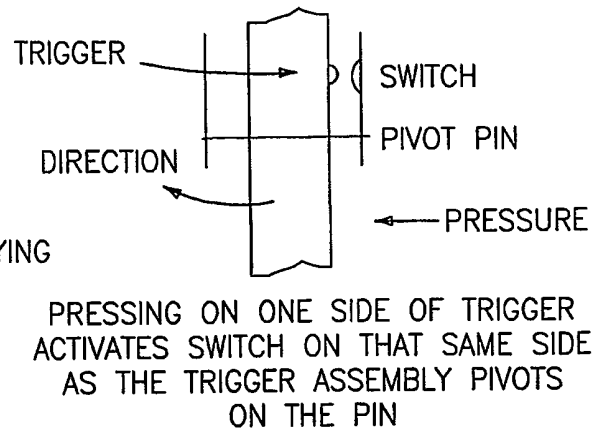 TRIGGER
SWITCH
PIVOT PIN
DIRECTION
PRESSURE
YING
PRESSING ON ONE SIDE OF TRIGGER
ACTIVATES SWITCH ON THAT SAME SIDE
AS THE TRIGGER ASSEMBLY PIVOTS
ON THE PIN